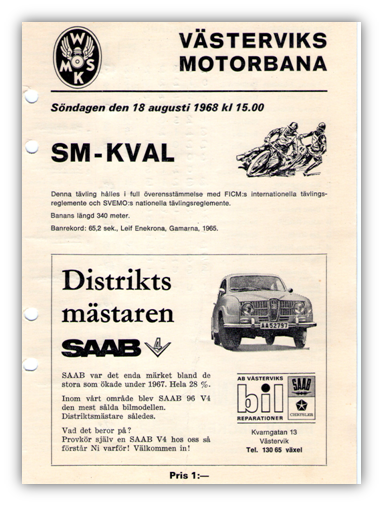 W
M S
K
VÄSTERVIKS
MOTORBANA
Söndagen den 18 augusti 1968 kl 15.00
SM-KVAL
Denna tävling hålles i full överensstämmelse med FICM:s internationella tävlings-
reglemente och SVEMO:s nationella tävlingsreglemente.
Banans längd 340 meter.
Banrekord: 65,2 sek., Leif Enekrona, Gamarna, 1965.
Distrikts
mästaren
SAAB V4
AA52797
SAAB var det enda märket bland de
stora som ökade under 1967. Hela 28 %.
Inom vårt område blev SAAB 96 V4
den mest sålda bilmodellen.
Distriktsmästare således.
Vad det beror på?
Provkör själv en SAAB V4 hos oss så
förstår Ni varför! Välkommen in!
AB VÄSTERVIKS
bil
REPARATIONER
SAAB
CHRYSLER
Kvarngatan 13
Västervik
Tel. 130 65 växel
Pris 1:—